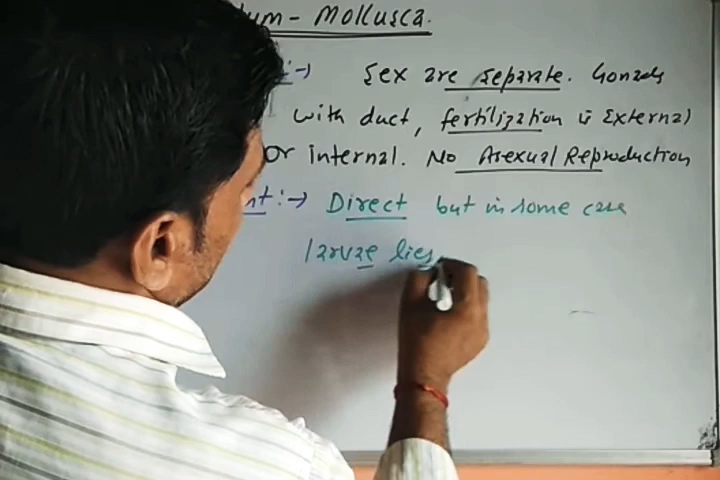 um - Mollusca.
:→ Sex are separate. Gonads
with duct, fertilization is External
or internal. No Asexual Reproduction
nt :→ Direct but in some case
larvae lies